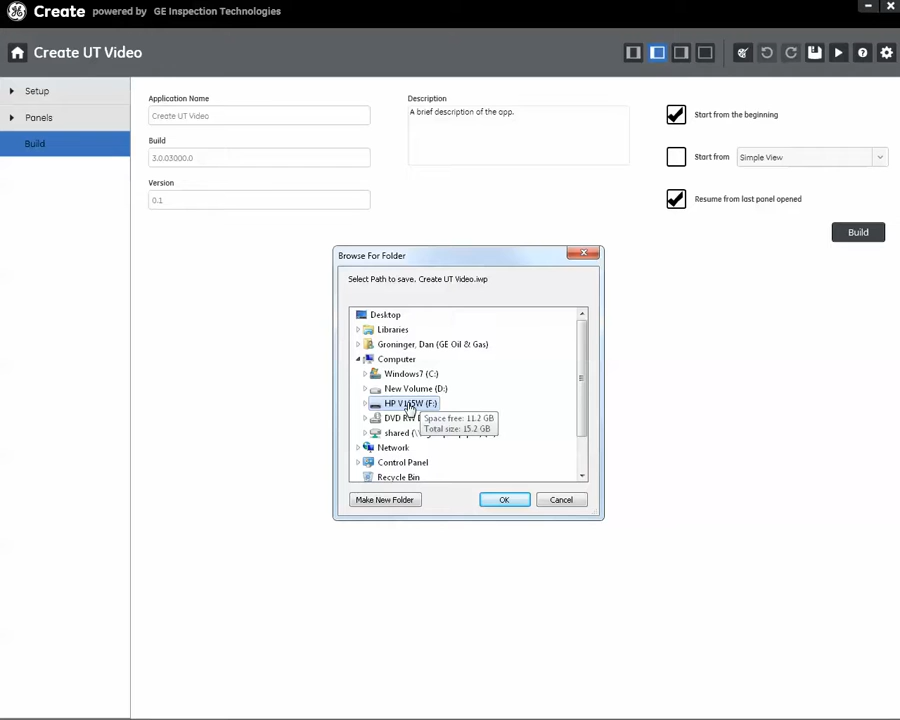 Create powered by GE Inspection Technologies
Create UT Video
Setup
Panels
Build
Application Name
Create UT Video
Build
3.0.03000.0
Version
0.1
Description
A brief description of the app.
Start from the beginning
Start from
Simple View
Resume from last panel opened
Build
Browse For Folder
Select Path to save. Create UT Video.iwp
Desktop
Libraries
Groninger, Dan (GE Oil & Gas)
Computer
Windows7 (C:)
New Volume (D:)
HP V165W (F:)
Space free: 11.2 GB
Total size: 15.2 GB
DVD RW
shared
Network
Control Panel
Recycle Bin
Make New Folder
OK
Cancel